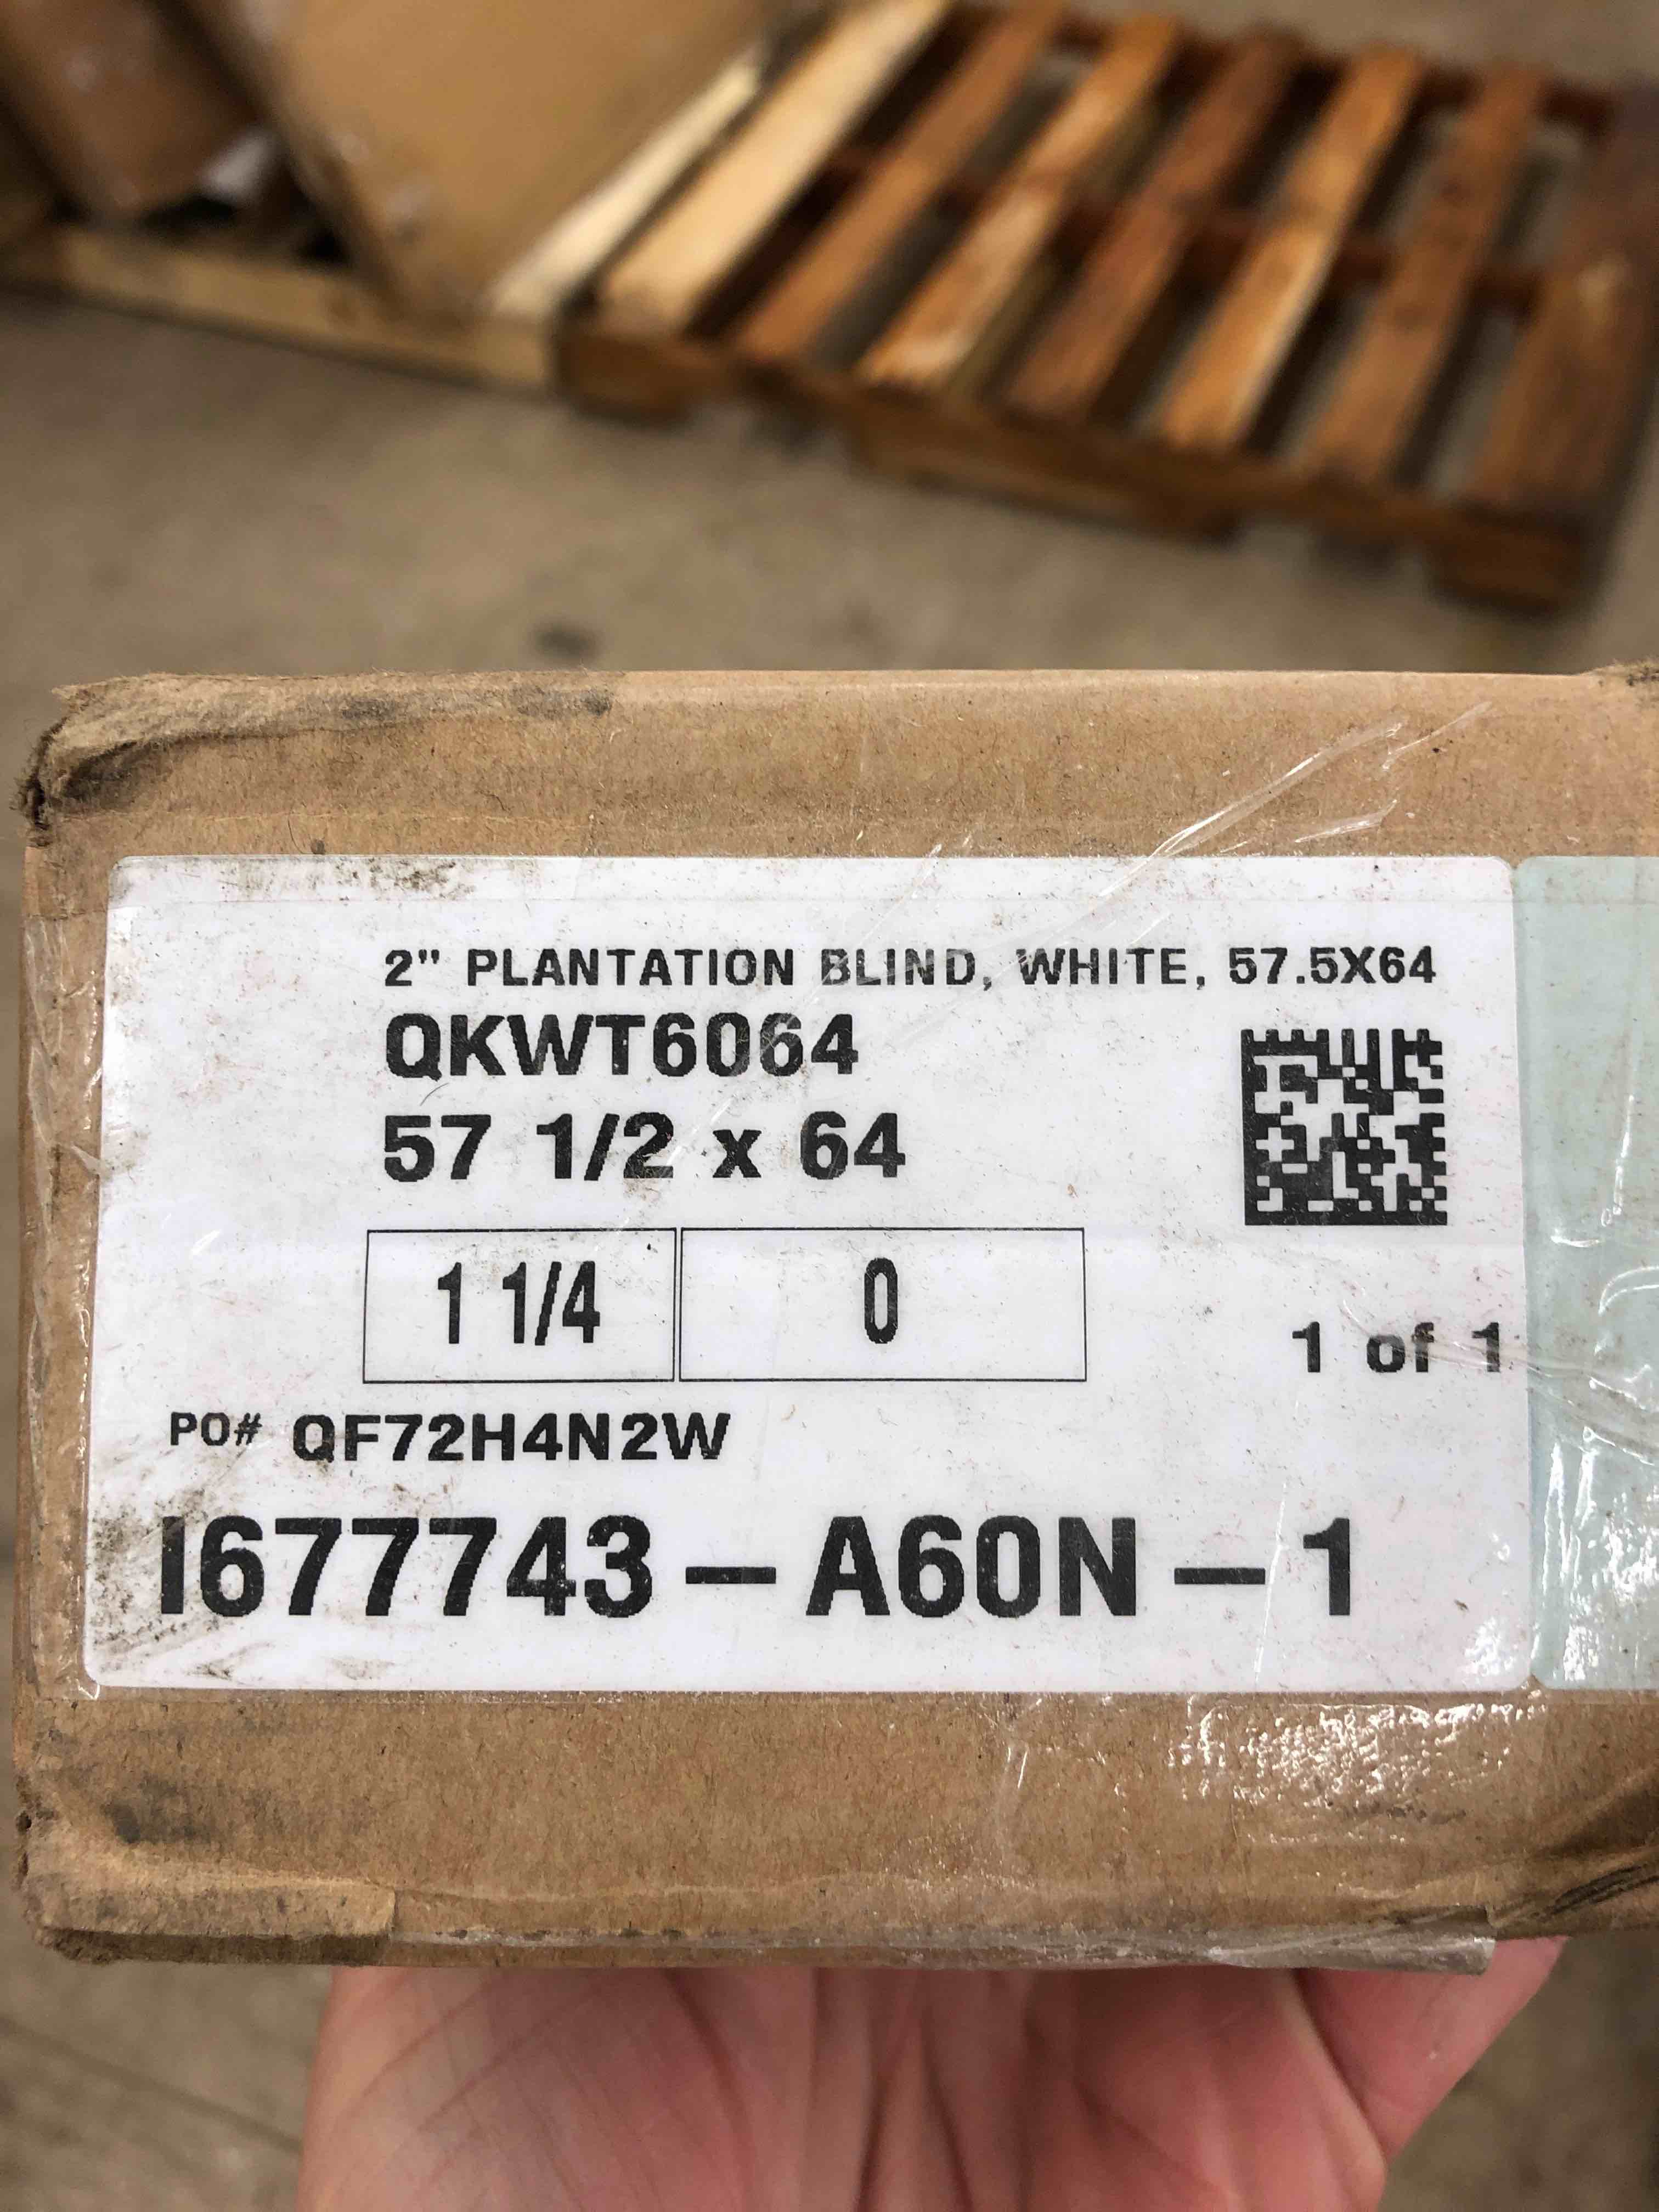 2" PLANTATION BLIND, WHITE, 57.5X64
QKWT6064
57 1/2 x 64
1 1/4 0
1 of 1
PO# QF72H4N2W
I677743-A60N-1